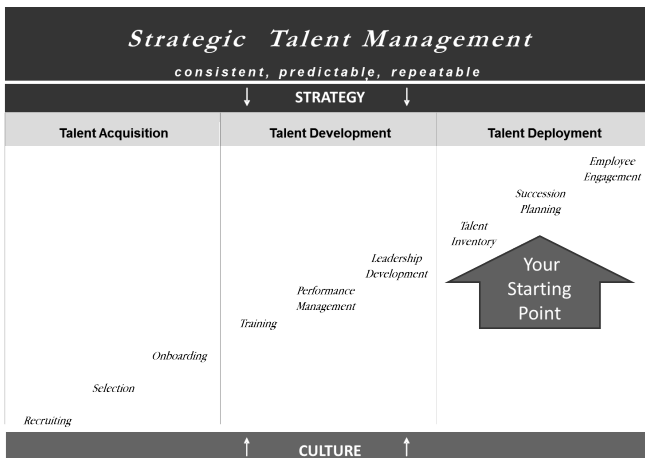 Strategic Talent Management
consistent, predictable, repeatable
STRATEGY
Talent Acquisition
Talent Development
Talent Deployment
Recruiting
Selection
Onboarding
Training
Performance
Management
Leadership
Development
Talent
Inventory
Succession
Planning
Employee
Engagement
Your
Starting
Point
CULTURE